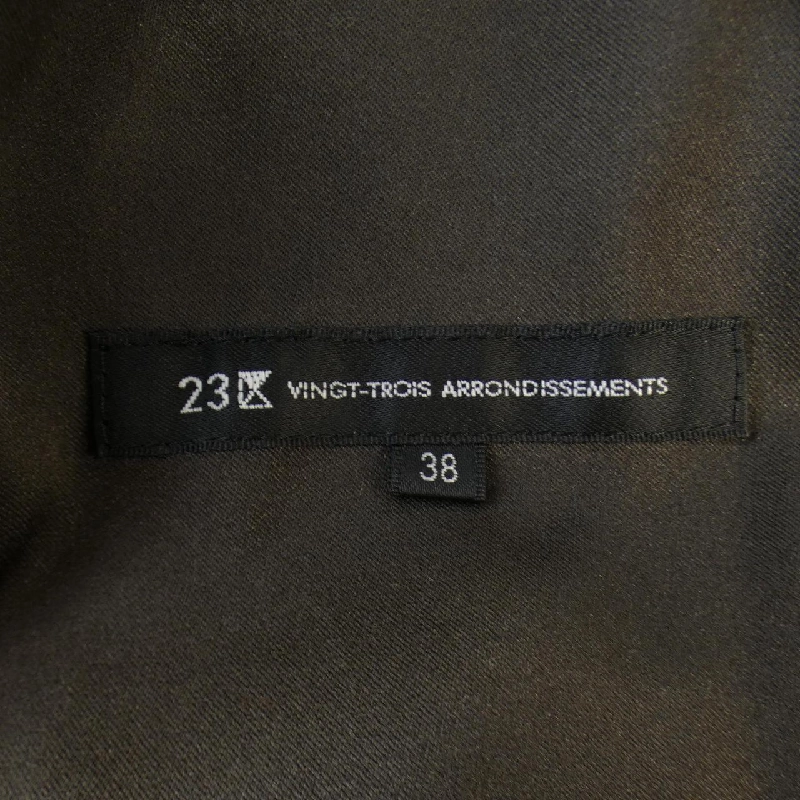 23区 VINGT-TROIS ARRONDISSEMENTS
38